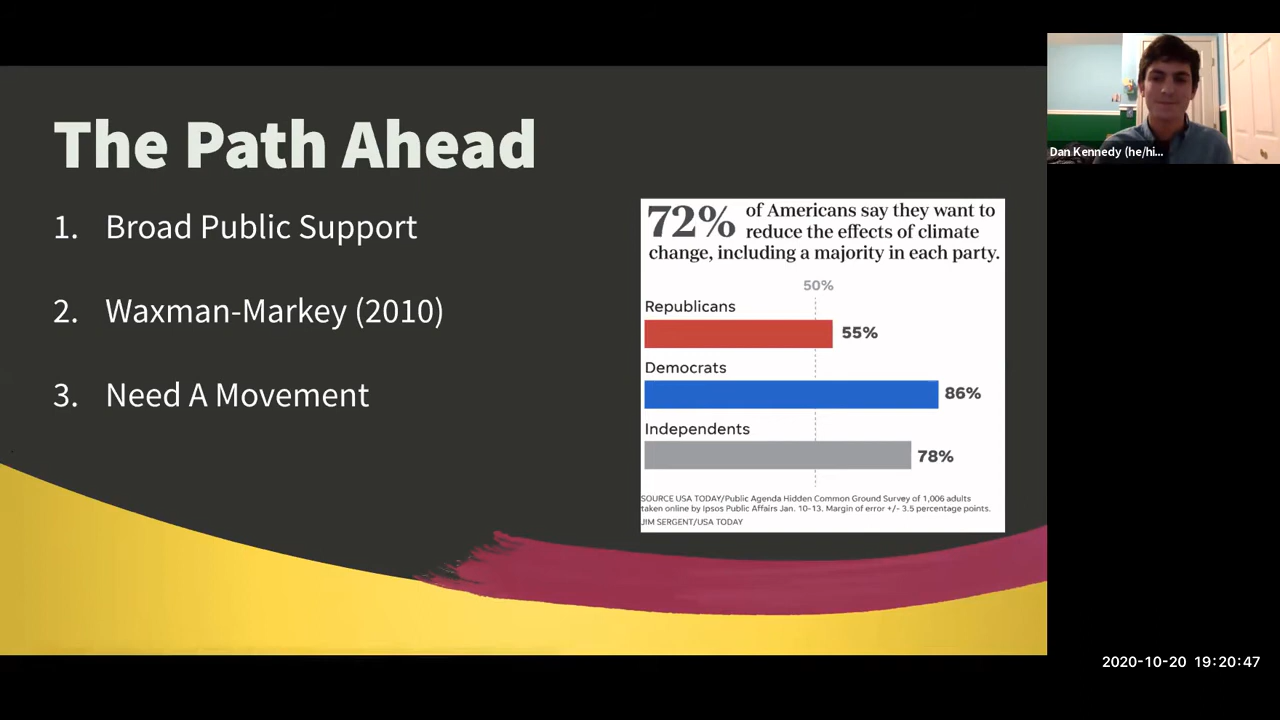 The Path Ahead
1. Broad Public Support
2. Waxman-Markey (2010)
3. Need A Movement
72% of Americans say they want to
reduce the effects of climate
change, including a majority in each party.
50%
Republicans
55%
Democrats
86%
Independents
78%
SOURCE USA TODAY/Public Agenda Hidden Common Ground Survey of 1,006 adults
taken online by Ipsos Public Affairs Jan. 10-13. Margin of error +/- 3.5 percentage points.
JIM SERGENT/USA TODAY
Dan Kennedy (he/hi...
2020-10-20 19:20:47